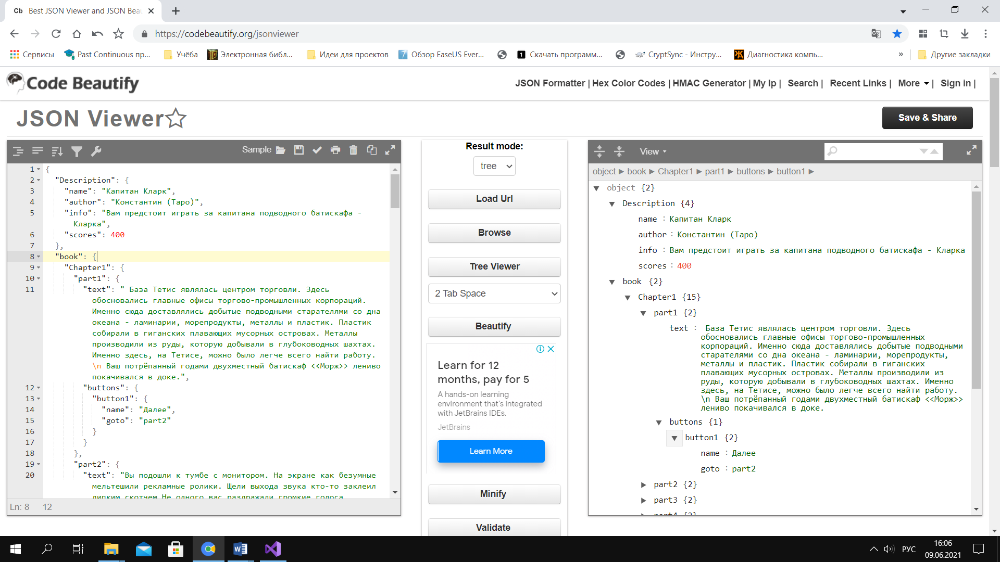 Cb Best JSON Viewer and JSON Bea
https://codebeautify.org/jsonviewer
Сервисы Past Continuous пр... Учёба Электронная библ... Идеи для проектов Обзор EaseUS Ever... 1 Скачать программ... CryptSync - Инстру... Диагностика компь... » Другие закладки
Code Beautify
JSON Formatter | Hex Color Codes | HMAC Generator | My Ip | Search | Recent Links | More | Sign in |
JSON Viewer
Save & Share
Sample
1 {
2 "Description": {
3 "name": "Капитан Кларк",
4 "author": "Константин (Таро)",
5 "info": "Вам предстоит играть за капитана подводного батискафа -
Кларка",
6 "scores": 400
7 },
8 "book": {
9 "Chapter1": {
10 "part1": {
11 "text": " База Тетис являлась центром торговли. Здесь
обосновались главные офисы торгово-промышленных корпораций.
Именно сюда доставлялись добытые подводными старателями со дна
океана - ламинарии, морепродукты, металлы и пластик. Пластик
собирали в гиганских плавающих мусорных островах. Металлы
производили из руды, которую добывали в глубоководных шахтах.
Именно здесь, на Тетисе, можно было легче всего найти работу.
\n Ваш потрёпанный годами двухместный батискаф <<Морж>> лениво
покачивался в доке.",
12 "buttons": {
13 "button1": {
14 "name": "Далее",
15 "goto": "part2"
16 }
17 }
18 },
19 "part2": {
20 "text": "Вы подошли к тумбе с монитором. На экране как безумные
мельтешили рекламные ролики. Щели выхода звука кто-то заклеил
липким скотчем.Не одного вас раздражали громкие голоса
Ln: 8 12
Result mode:
tree
Load Url
Browse
Tree Viewer
2 Tab Space
Beautify
Learn for 12
months, pay for 5
A hands-on learning
environment that's integrated
with JetBrains IDEs.
JetBrains
Learn More
Minify
Validate
View
object ▶ book ▶ Chapter1 ▶ part1 ▶ buttons ▶ button1 ▶
object {2}
Description {4}
name : Капитан Кларк
author : Константин (Таро)
info : Вам предстоит играть за капитана подводного батискафа - Кларка
scores : 400
book {2}
Chapter1 {15}
part1 {2}
text : База Тетис являлась центром торговли. Здесь
обосновались главные офисы торгово-промышленных
корпораций. Именно сюда доставлялись добытые подводными
старателями со дна океана - ламинарии, морепродукты,
металлы и пластик. Пластик собирали в гиганских
плавающих мусорных островах. Металлы производили из
руды, которую добывали в глубоководных шахтах. Именно
здесь, на Тетисе, можно было легче всего найти работу.
\n Ваш потрёпанный годами двухместный батискаф <<Морж>>
лениво покачивался в доке.
buttons {1}
button1 {2}
name : Далее
goto : part2
part2 {2}
part3 {2}
part4 {2}
РУС
16:06
09.06.2021